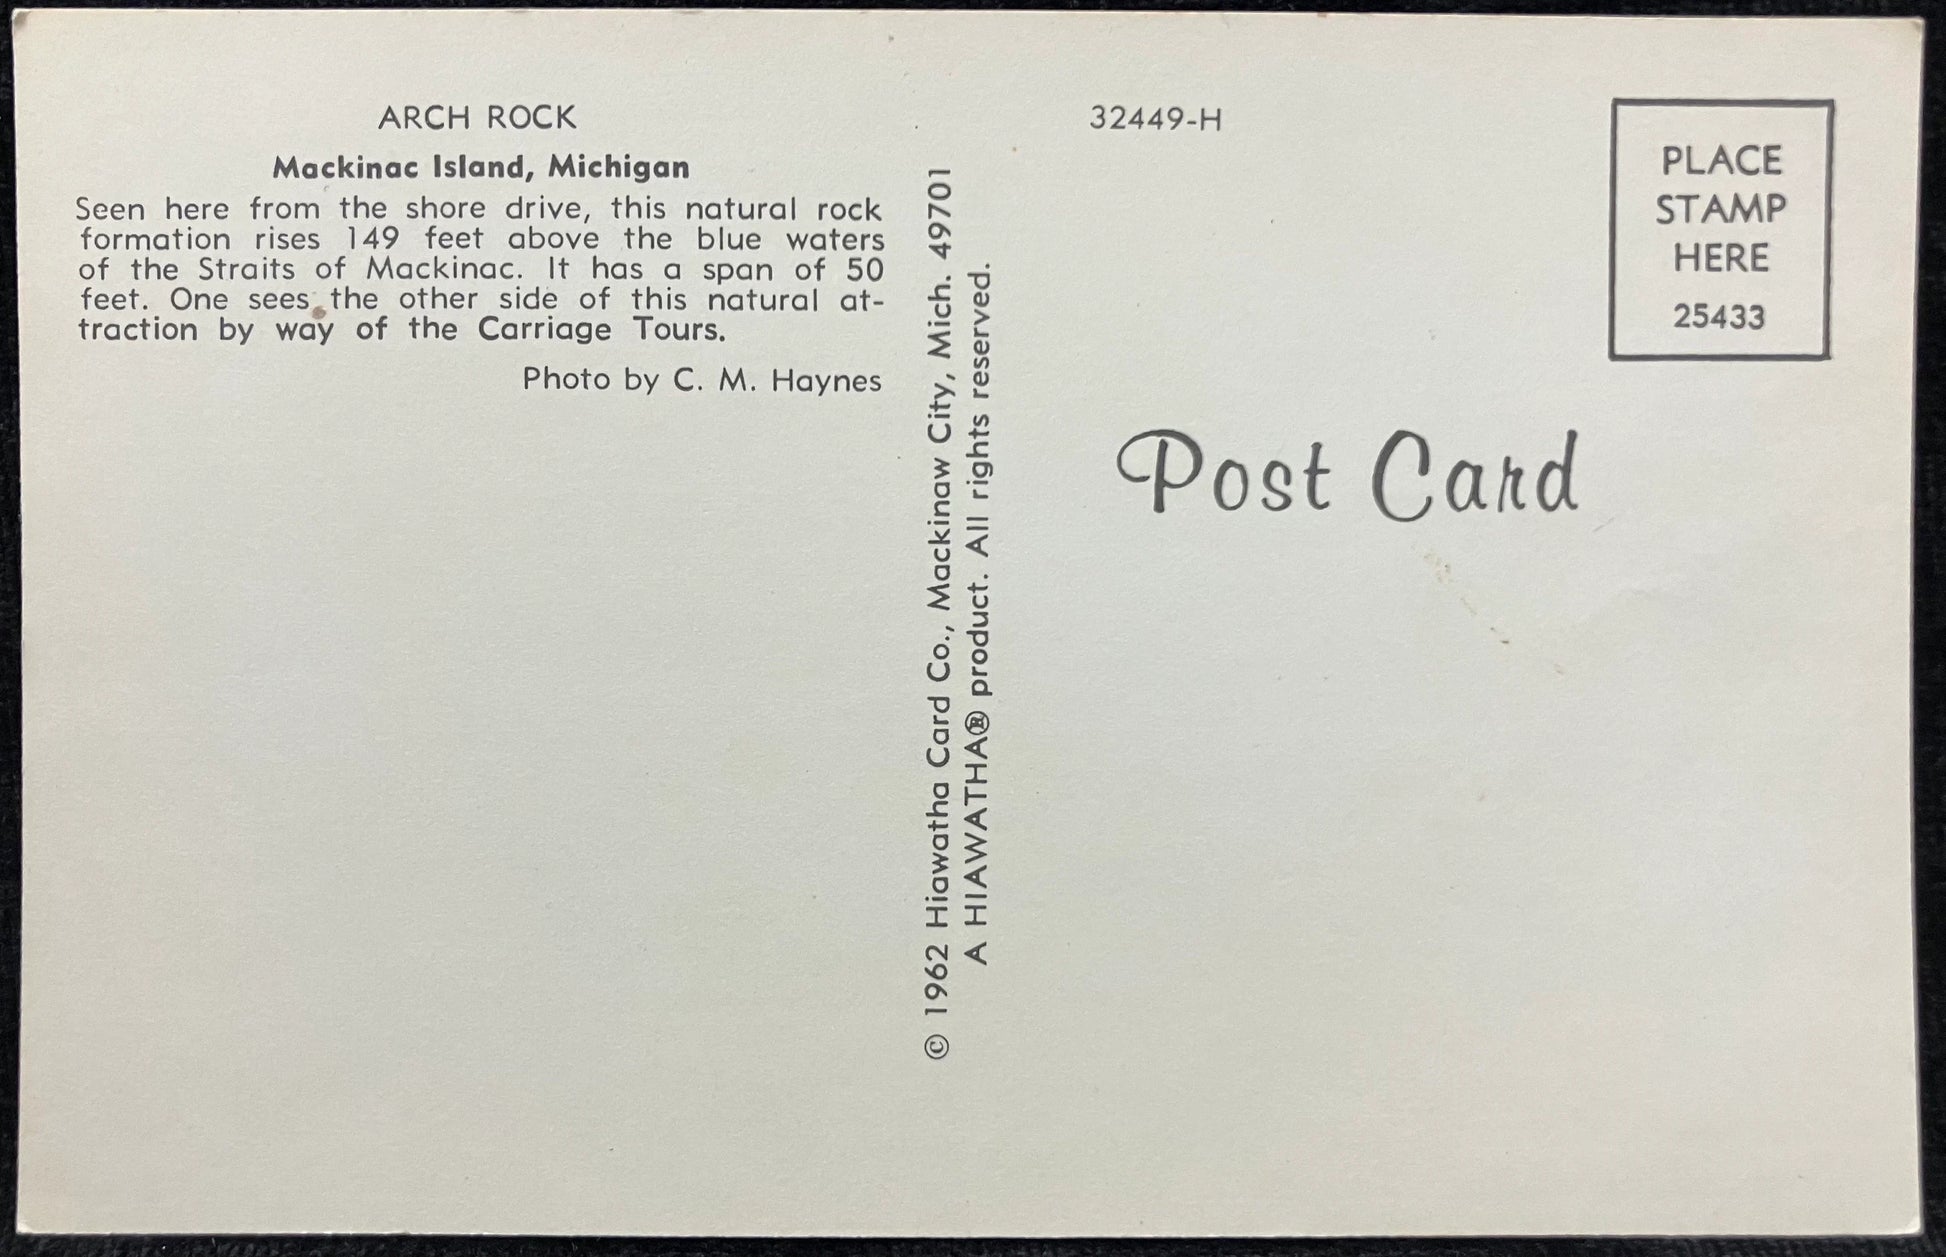 ARCH ROCK
Mackinac Island, Michigan
Seen here from the shore drive, this natural rock
formation rises 149 feet above the blue waters
of the Straits of Mackinac. It has a span of 50
feet. One sees the other side of this natural at-
traction by way of the Carriage Tours.
Photo by C. M. Haynes
© 1962 Hiawatha Card Co., Mackinaw City, Mich. 49701
A HIAWATHA® product. All rights reserved.
32449-H
PLACE
STAMP
HERE
25433
Post Card